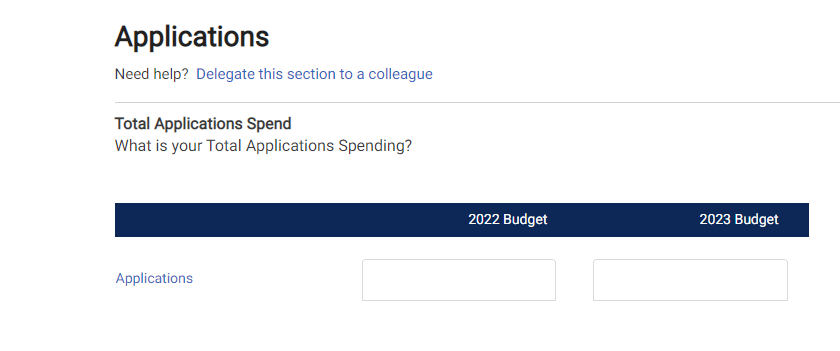 Applications
Need help? Delegate this section to a colleague
Total Applications Spend
What is your Total Applications Spending?
2022 Budget 2023 Budget
Applications